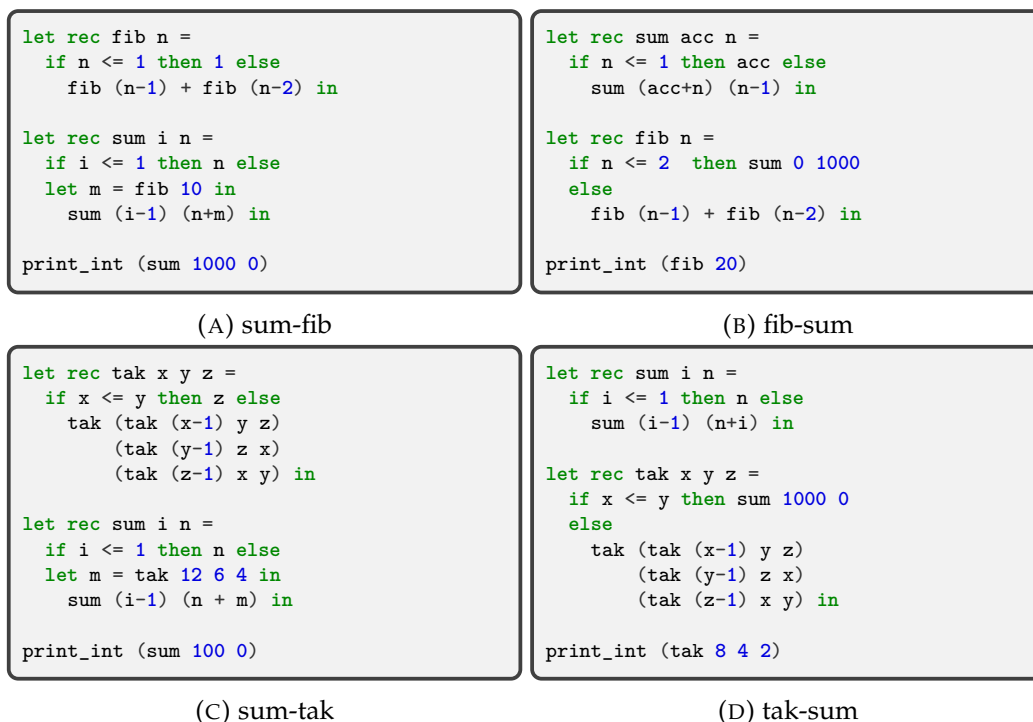 let rec fib n =
  if n <= 1 then 1 else
    fib (n-1) + fib (n-2) in

let rec sum i n =
  if i <= 1 then n else
  let m = fib 10 in
    sum (i-1) (n+m) in

print_int (sum 1000 0)
(A) sum-fib
let rec sum acc n =
  if n <= 1 then acc else
    sum (acc+n) (n-1) in

let rec fib n =
  if n <= 2  then sum 0 1000
  else
    fib (n-1) + fib (n-2) in

print_int (fib 20)
(B) fib-sum
let rec tak x y z =
  if x <= y then z else
    tak (tak (x-1) y z)
        (tak (y-1) z x)
        (tak (z-1) x y) in

let rec sum i n =
  if i <= 1 then n else
  let m = tak 12 6 4 in
    sum (i-1) (n + m) in

print_int (sum 100 0)
(C) sum-tak
let rec sum i n =
  if i <= 1 then n else
    sum (i-1) (n+i) in

let rec tak x y z =
  if x <= y then sum 1000 0
  else
    tak (tak (x-1) y z)
        (tak (y-1) z x)
        (tak (z-1) x y) in

print_int (tak 8 4 2)
(D) tak-sum